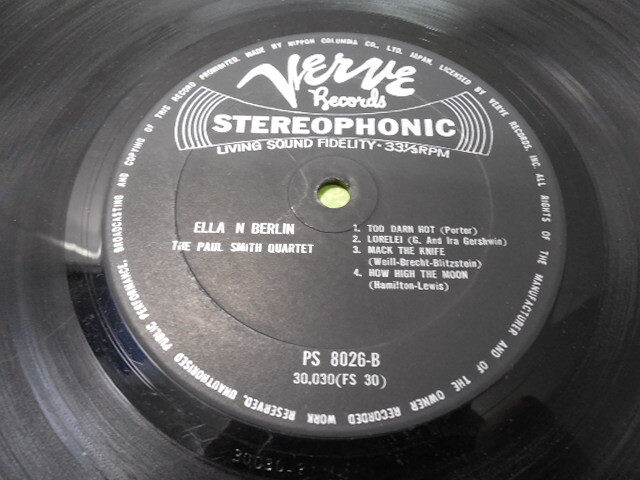 Verve
Records
STEREOPHONIC
LIVING SOUND FIDELITY - 33⅓RPM
MADE BY NIPPON COLUMBIA CO., LTD. JAPAN. LICENSED BY VERVE RECORDS, INC. ALL RIGHTS OF THE MANUFACTURER AND OF THE OWNER RECORDED WORK RESERVED. UNAUTHORISED PUBLIC PERFORMANCE, BROADCASTING AND COPYING OF THIS RECORD PROHIBITED.
ELLA N BERLIN
THE PAUL SMITH QUARTET
1. TOO DARN HOT (Porter)
2. LORELEI (G. And Ira Gershwin)
3. MACK THE KNIFE
(Weill-Brecht-Blitzstein)
4. HOW HIGH THE MOON
(Hamilton-Lewis)
PS 8026-B
30,030(FS 30)